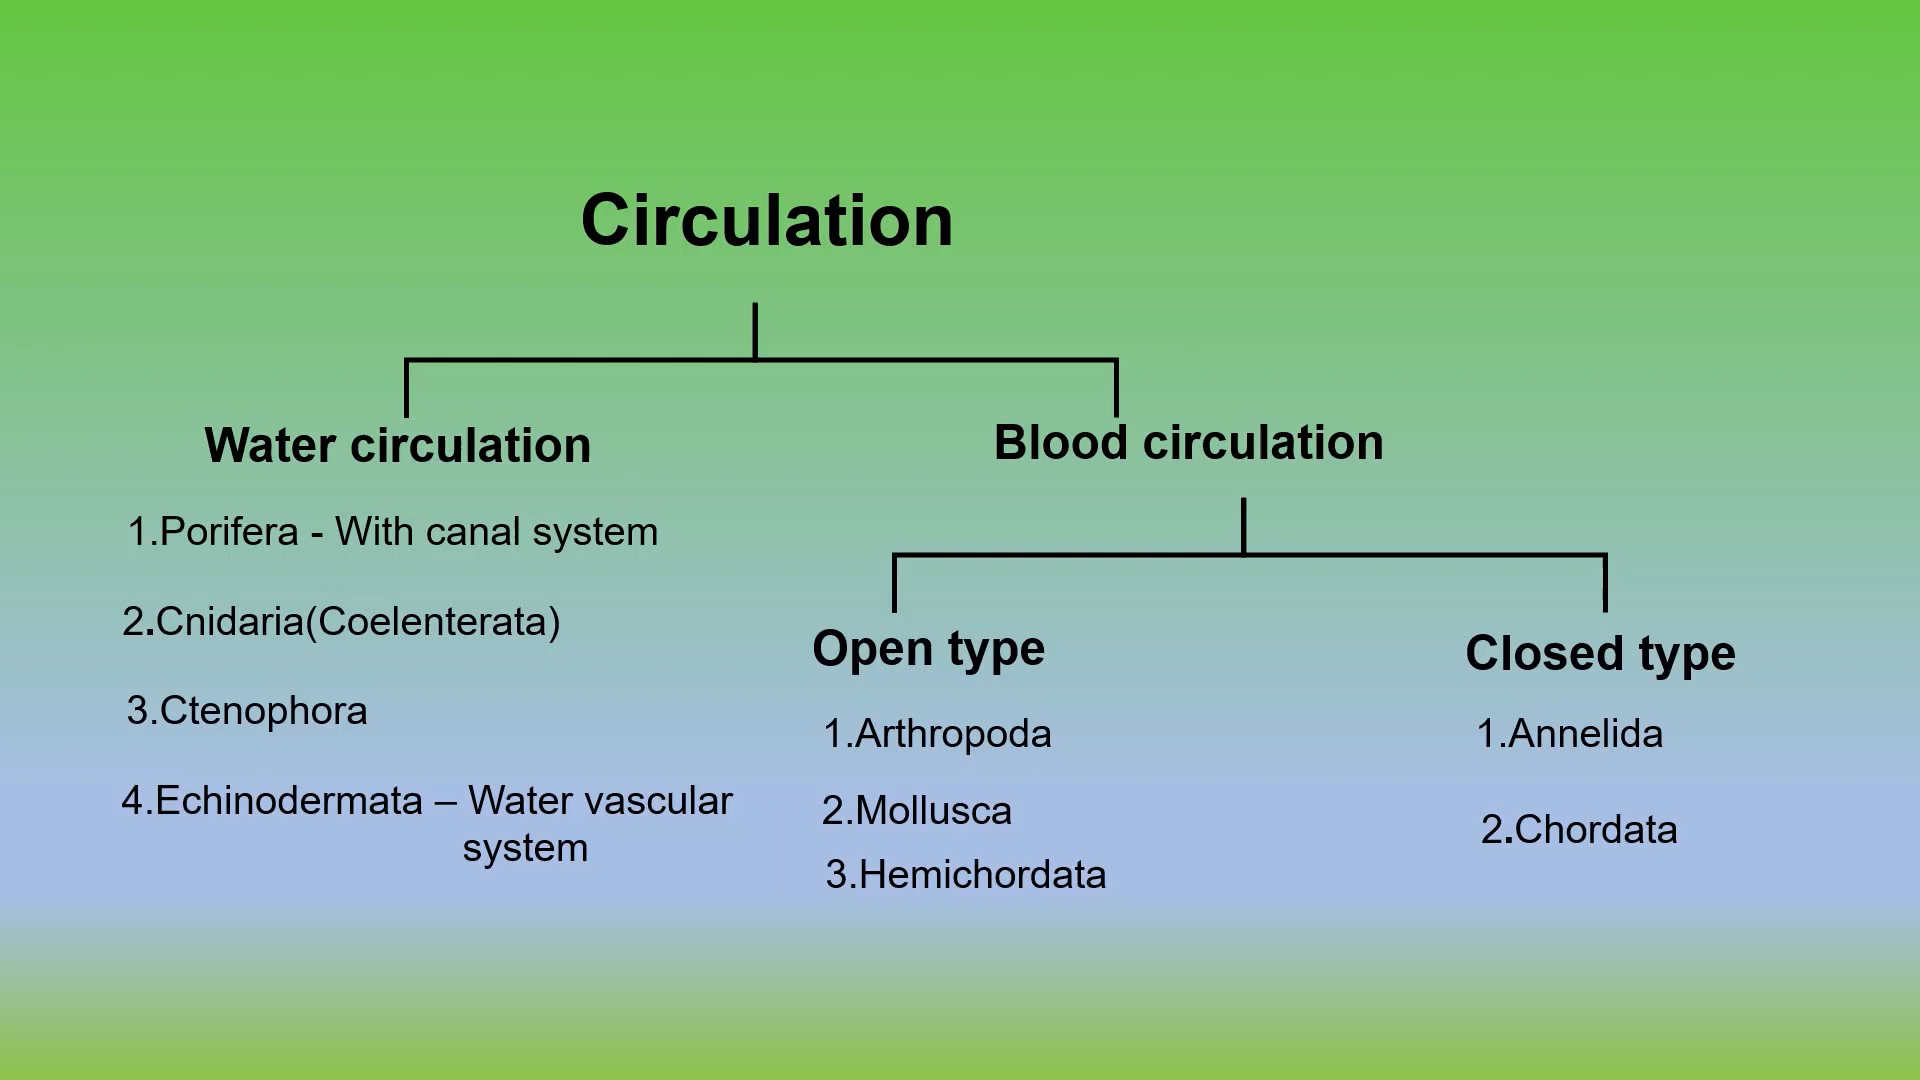 Circulation
Water circulation
1.Porifera - With canal system
2.Cnidaria(Coelenterata)
3.Ctenophora
4.Echinodermata – Water vascular
system
Blood circulation
Open type
1.Arthropoda
2.Mollusca
3.Hemichordata
Closed type
1.Annelida
2.Chordata